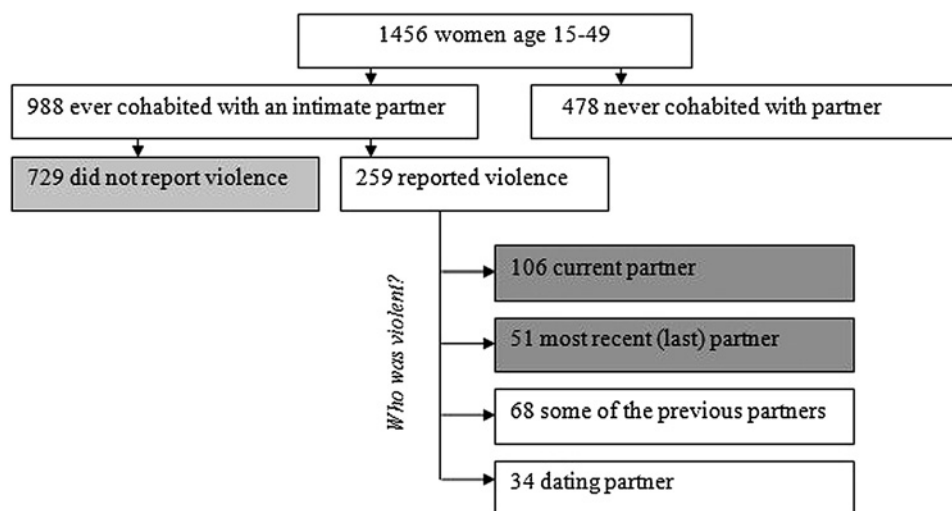 1456 women age 15-49
988 ever cohabited with an intimate partner
478 never cohabited with partner
729 did not report violence
259 reported violence
Who was violent?
106 current partner
51 most recent (last) partner
68 some of the previous partners
34 dating partner